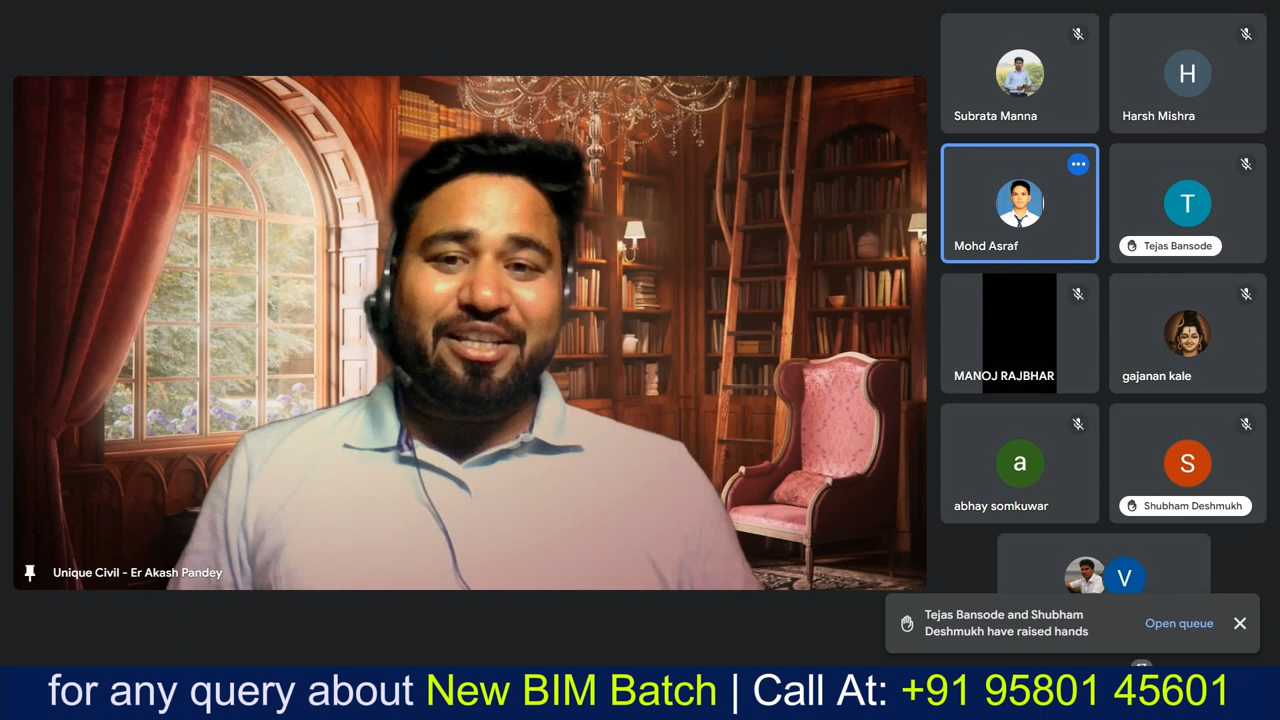 Subrata Manna
H
Harsh Mishra
Mohd Asraf
T
Tejas Bansode
MANOJ RAJBHAR
gajanan kale
a
abhay somkuwar
S
Shubham Deshmukh
V
Unique Civil - Er Akash Pandey
Tejas Bansode and Shubham
Deshmukh have raised hands
Open queue
for any query about New BIM Batch | Call At: +91 95801 45601